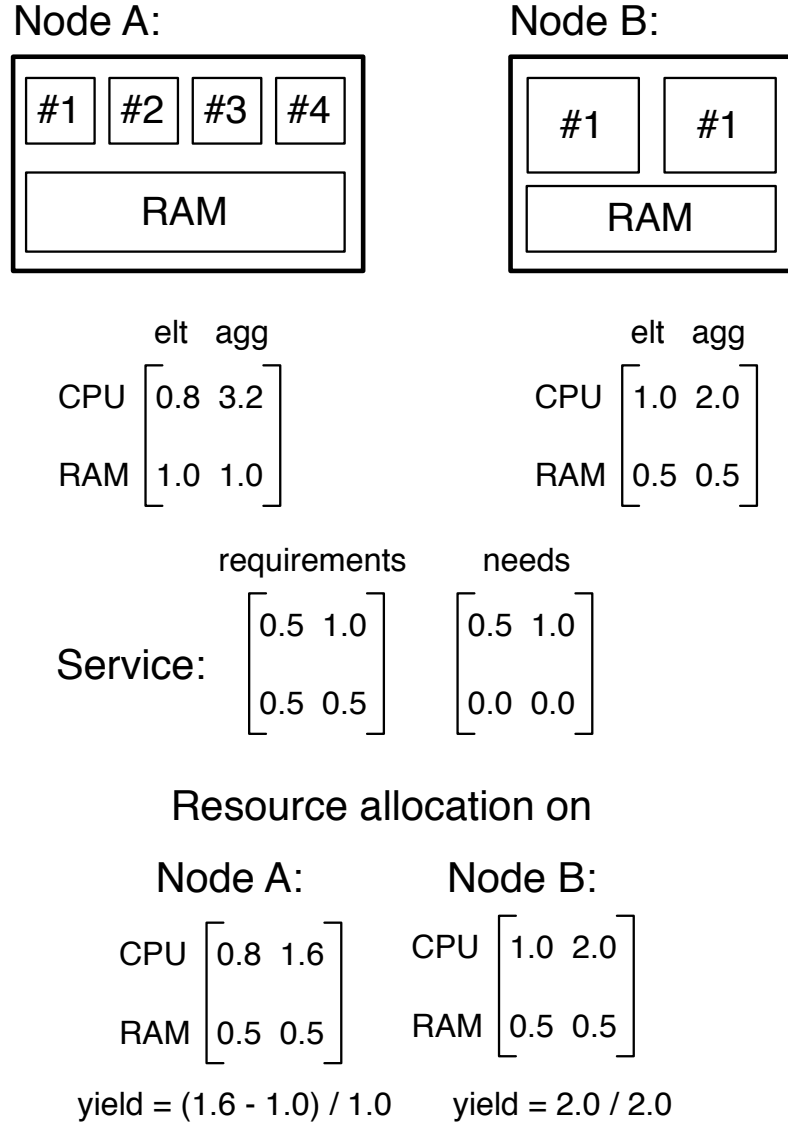 Node A: Node B:
#1 #2 #3 #4 #1 #1
RAM RAM
elt agg elt agg
CPU 0.8 3.2 CPU 1.0 2.0
RAM 1.0 1.0 RAM 0.5 0.5
requirements needs
0.5 1.0 0.5 1.0
Service:
0.5 0.5 0.0 0.0
Resource allocation on
Node A: Node B:
CPU 0.8 1.6 CPU 1.0 2.0
RAM 0.5 0.5 RAM 0.5 0.5
yield = (1.6 - 1.0) / 1.0 yield = 2.0 / 2.0